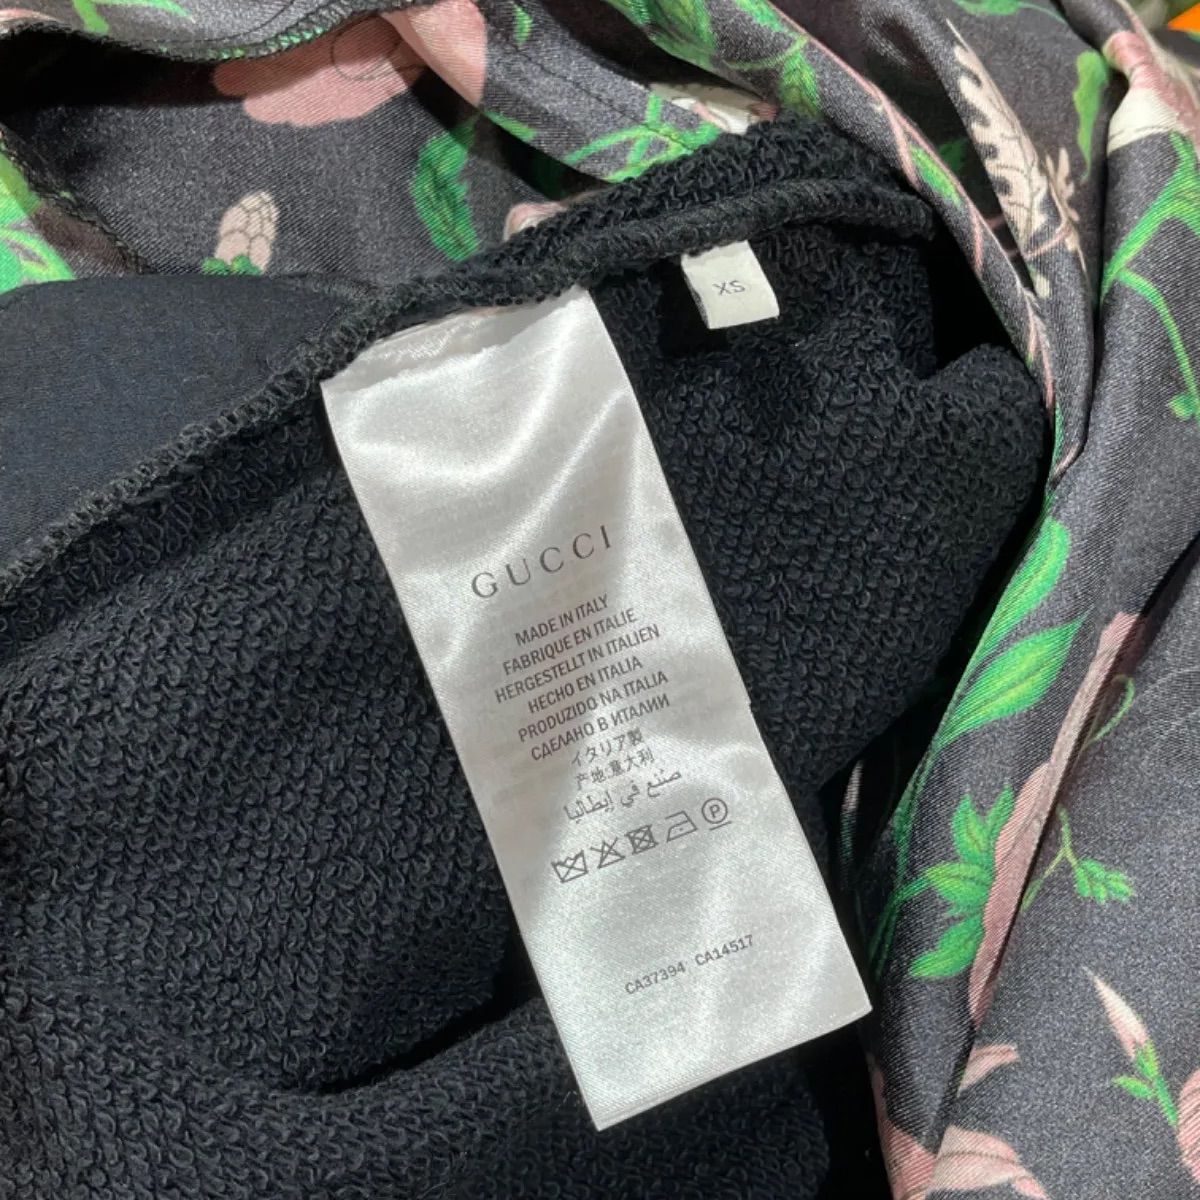 XS
GUCCI
MADE IN ITALY
FABRIQUE EN ITALIE
HERGESTELLT IN ITALIEN
HECHO EN ITALIA
PRODUZIDO NA ITALIA
СДЕЛАНО В ИТАЛИИ
イタリア製
产地:意大利
صنع في إيطاليا
P
CA37394 CA14517